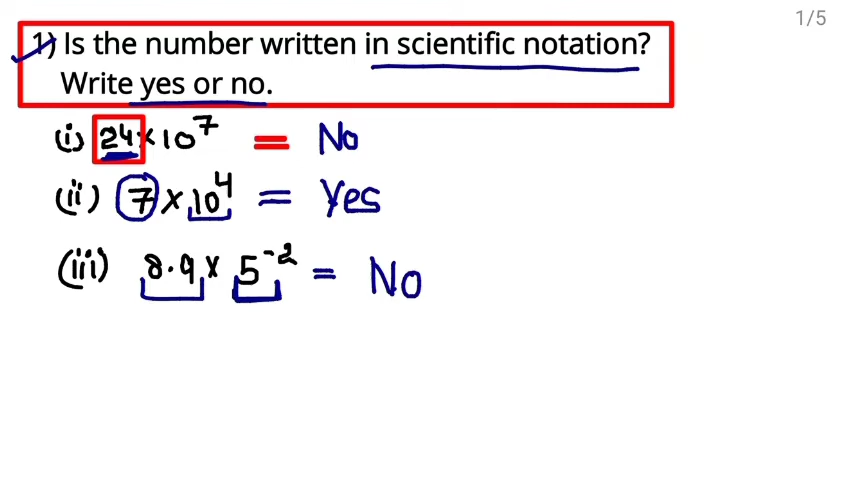 1/5
1) Is the number written in scientific notation?
Write yes or no.
(i) 24 × 10⁷ = No
(ii) 7 × 10⁴ = Yes
(iii) 8.9 × 5⁻² = No